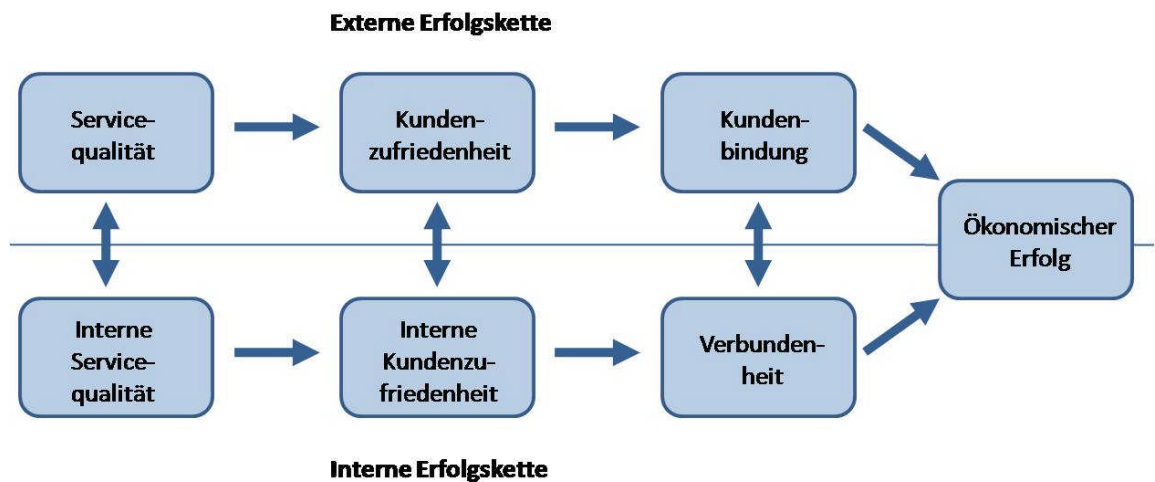 Externe Erfolgskette
Service-
qualität
Kunden-
zufriedenheit
Kunden-
bindung
Ökonomischer
Erfolg
Interne
Service-
qualität
Interne
Kundenzu-
friedenheit
Verbunden-
heit
Interne Erfolgskette